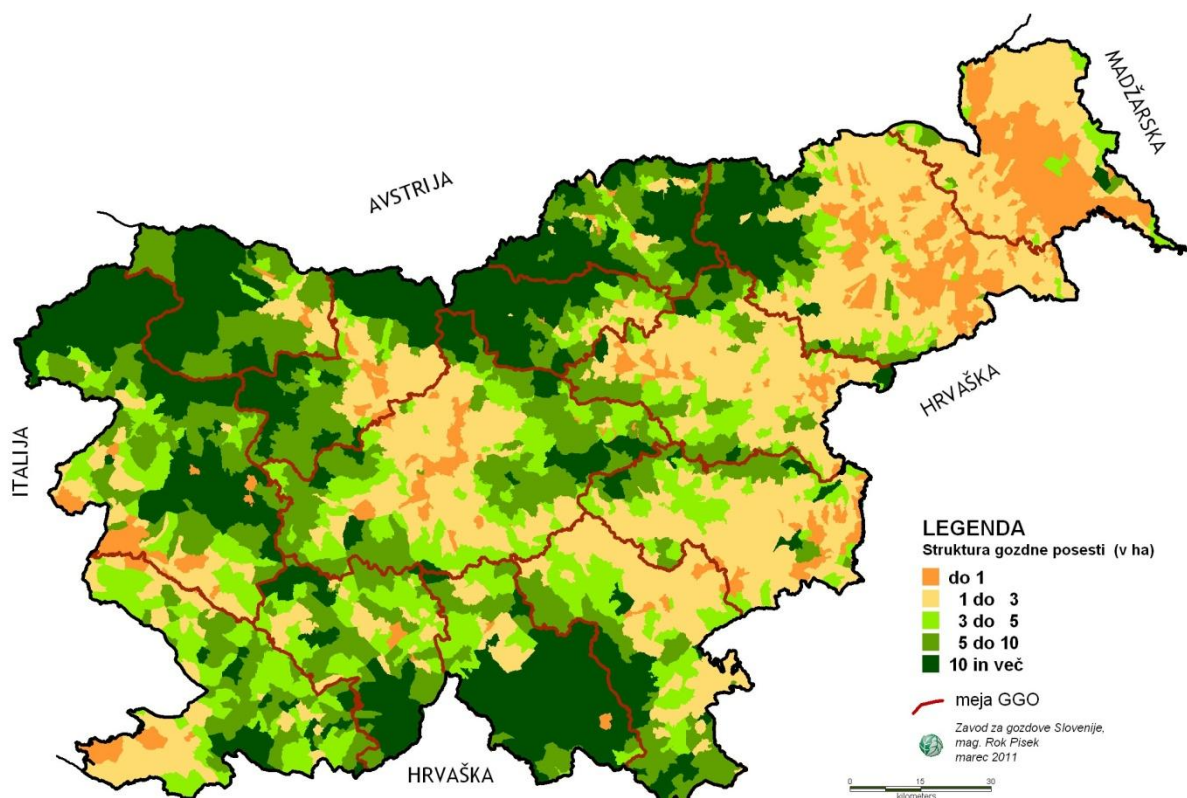 MADŽARSKA
AVSTRIJA
HRVAŠKA
ITALIJA
HRVAŠKA
LEGENDA
Struktura gozdne posesti (v ha)
do 1
1 do 3
3 do 5
5 do 10
10 in več
meja GGO
Zavod za gozdove Slovenije,
mag. Rok Pisek
marec 2011
0 15 30
kilometers